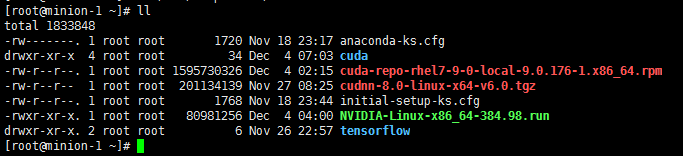 [root@minion-1 ~]# ll
total 1833848
-rw-------. 1 root root 1720 Nov 18 23:17 anaconda-ks.cfg
drwxr-xr-x 4 root root 34 Dec 4 07:03 cuda
-rw-r--r--. 1 root root 1595730326 Dec 4 02:15 cuda-repo-rhel7-9-0-local-9.0.176-1.x86_64.rpm
-rw-r--r-- 1 root root 201134139 Nov 27 08:25 cudnn-8.0-linux-x64-v6.0.tgz
-rw-r--r--. 1 root root 1768 Nov 18 23:44 initial-setup-ks.cfg
-rwxr-xr-x. 1 root root 80981256 Dec 4 04:00 NVIDIA-Linux-x86_64-384.98.run
drwxr-xr-x. 2 root root 6 Nov 26 22:57 tensorflow
[root@minion-1 ~]#